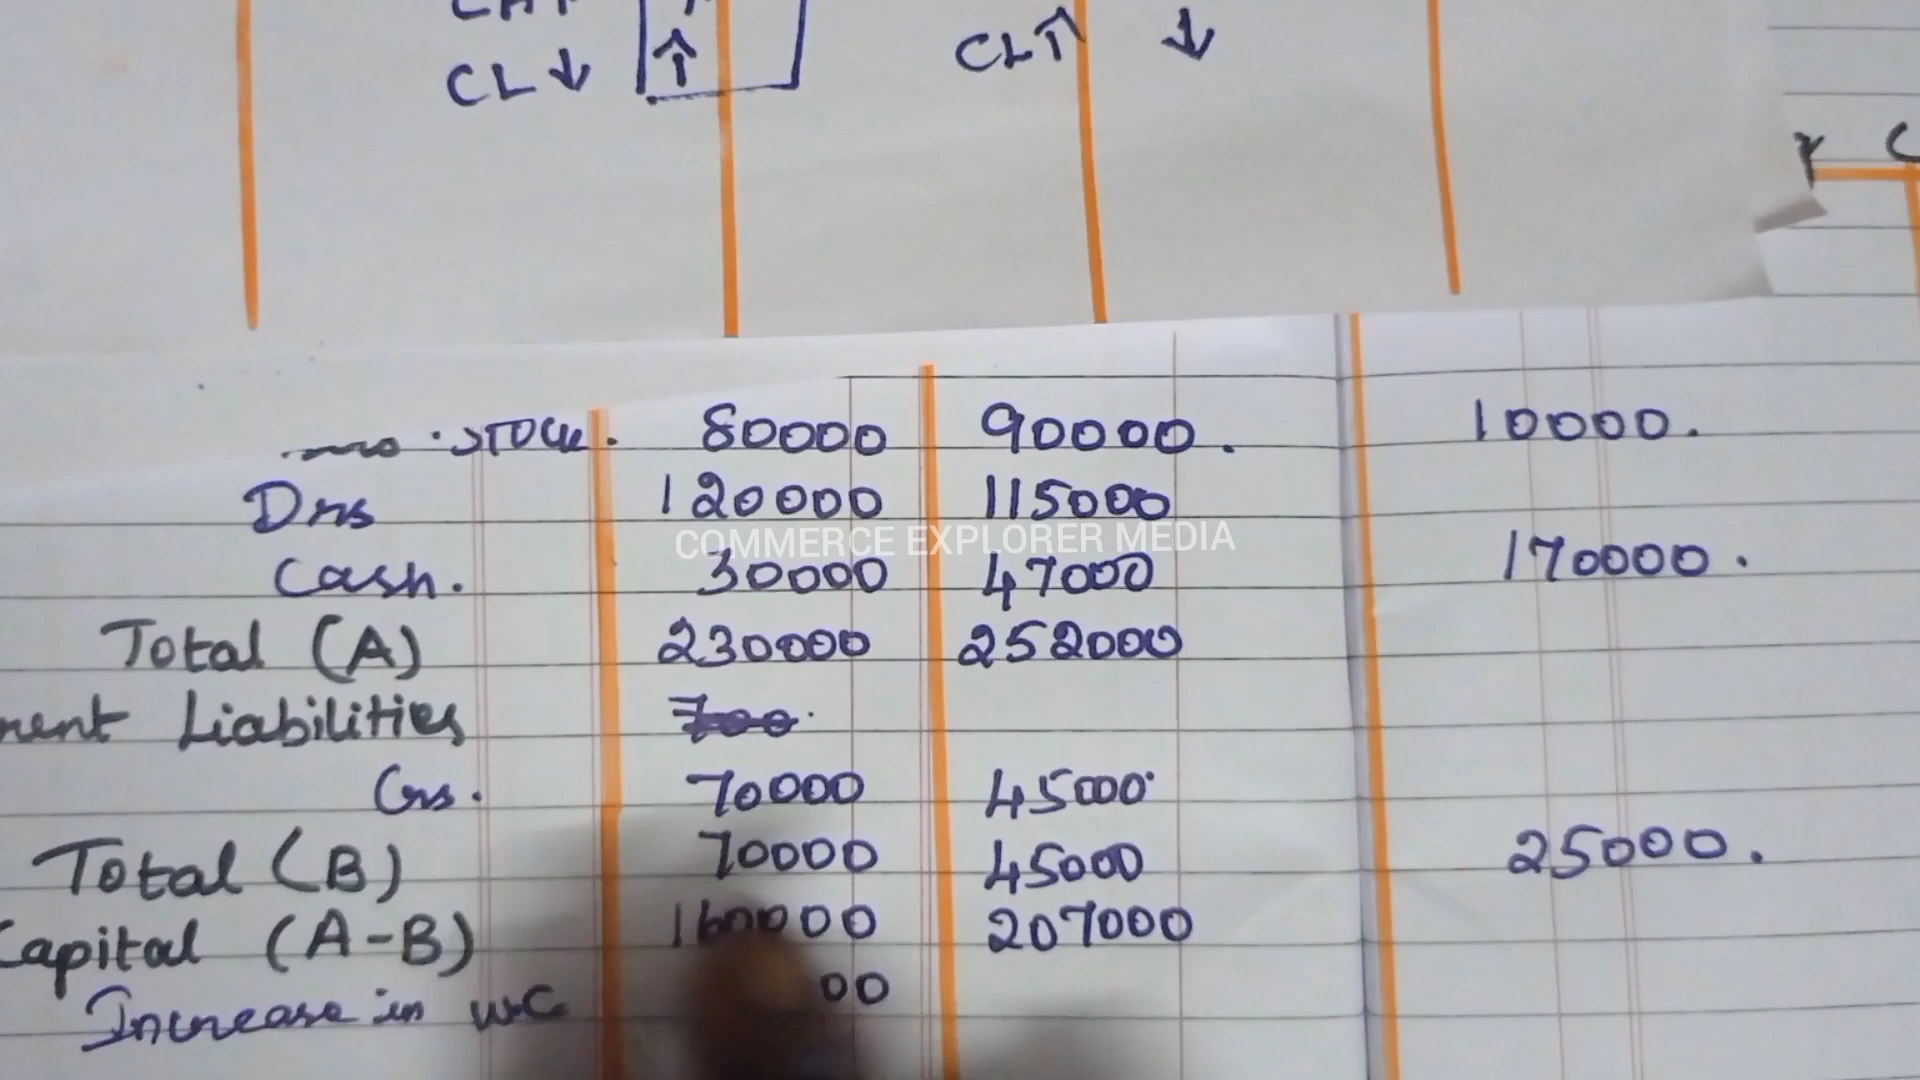 CL ↓ ↑ CL↑ ↓
Y C
STOCK. 80000 90000. 10000.
Drs 120000 115000
COMMERCE EXPLORER MEDIA
Cash. 30000 47000 170000.
Total (A) 230000 252000
Liabilities 700
Crs. 70000 45000
Total (B) 70000 45000 25000.
Capital (A-B) 160000 207000
Increase in W.C 00